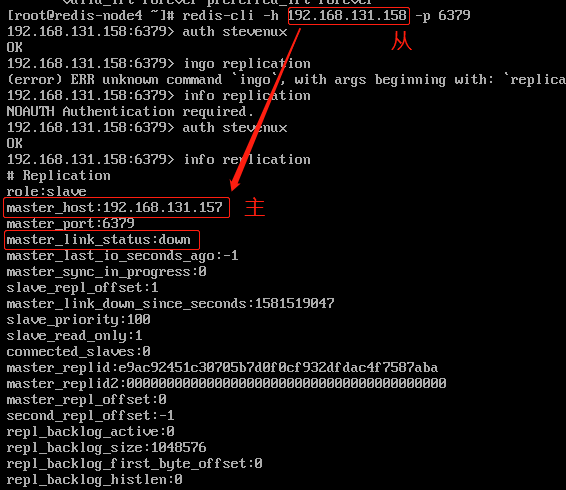 valid_lft forever preferred_lft forever
[root@redis-node4 ~]# redis-cli -h 192.168.131.158 -p 6379
192.168.131.158:6379> auth stevenux
从
OK
192.168.131.158:6379> ingo replication
(error) ERR unknown command `ingo`, with args beginning with: `replica
192.168.131.158:6379> info replication
NOAUTH Authentication required.
192.168.131.158:6379> auth stevenux
OK
192.168.131.158:6379> info replication
# Replication
role:slave
master_host:192.168.131.157
主
master_port:6379
master_link_status:down
master_last_io_seconds_ago:-1
master_sync_in_progress:0
slave_repl_offset:1
master_link_down_since_seconds:1581519047
slave_priority:100
slave_read_only:1
connected_slaves:0
master_replid:e9ac92451c30705b7d0f0cf932dfdac4f7587aba
master_replid2:0000000000000000000000000000000000000000
master_repl_offset:0
second_repl_offset:-1
repl_backlog_active:0
repl_backlog_size:1048576
repl_backlog_first_byte_offset:0
repl_backlog_histlen:0